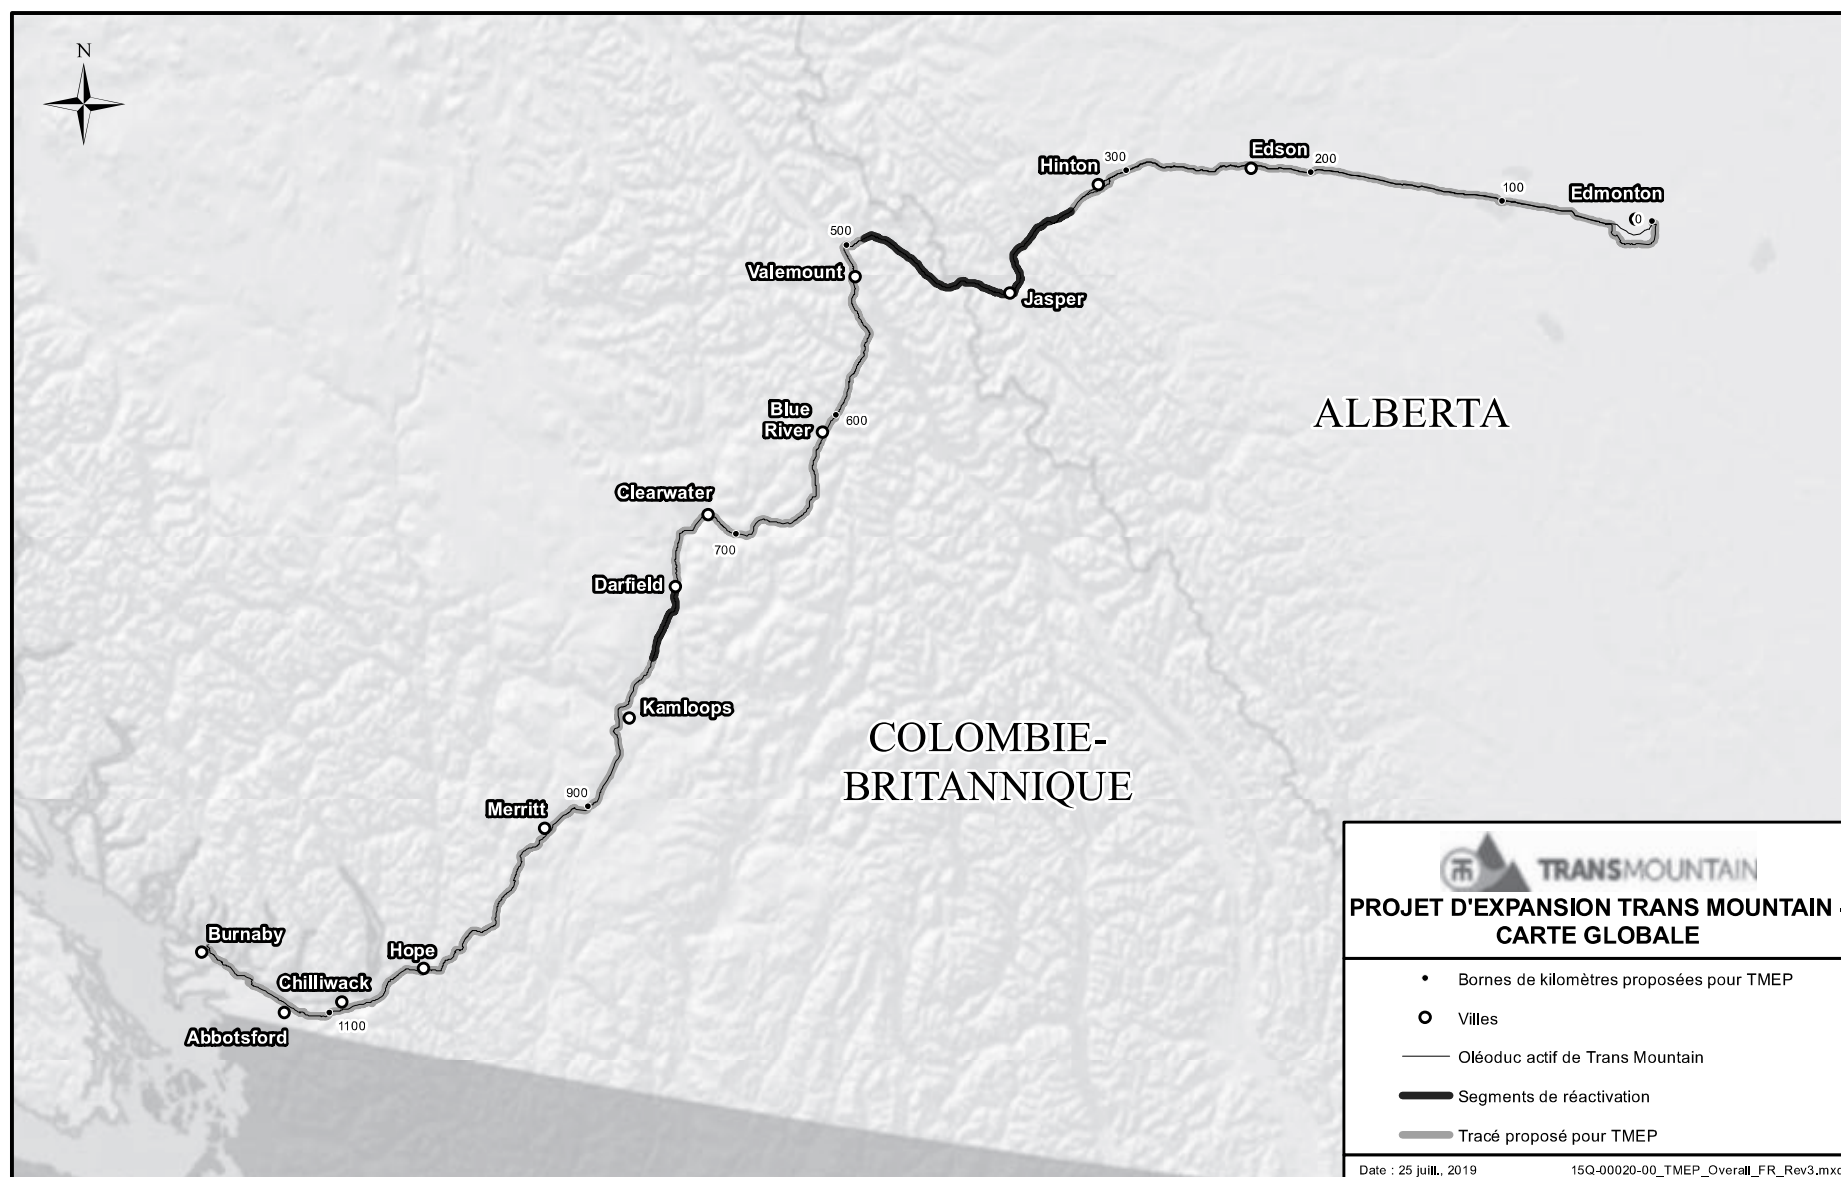 N
Edson
Hinton
300
200
Edmonton
100
0
500
Valemount
Jasper
ALBERTA
Blue
River
600
Clearwater
700
Darfield
Kamloops
COLOMBIE-
BRITANNIQUE
900
Merritt
Burnaby
Hope
Chilliwack
1100
Abbotsford
TRANSMOUNTAIN
PROJET D'EXPANSION TRANS MOUNTAIN -
CARTE GLOBALE
Bornes de kilomètres proposées pour TMEP
Villes
Oléoduc actif de Trans Mountain
Segments de réactivation
Tracé proposé pour TMEP
Date : 25 juill., 2019 15Q-00020-00_TMEP_Overall_FR_Rev3.mxd